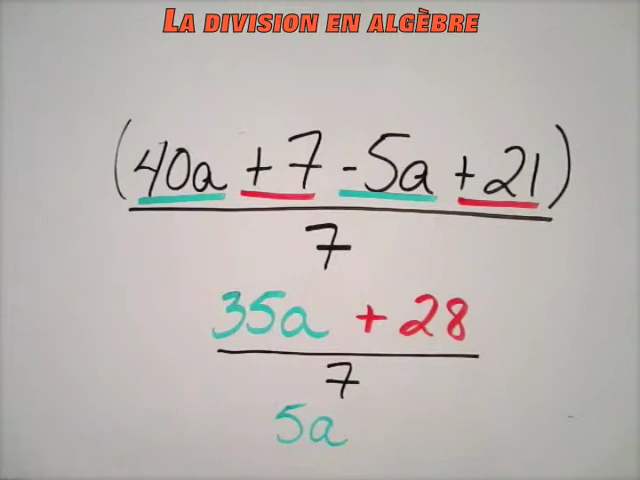 LA DIVISION EN ALGÈBRE
(40a + 7 - 5a + 21)
7
35a + 28
7
5a